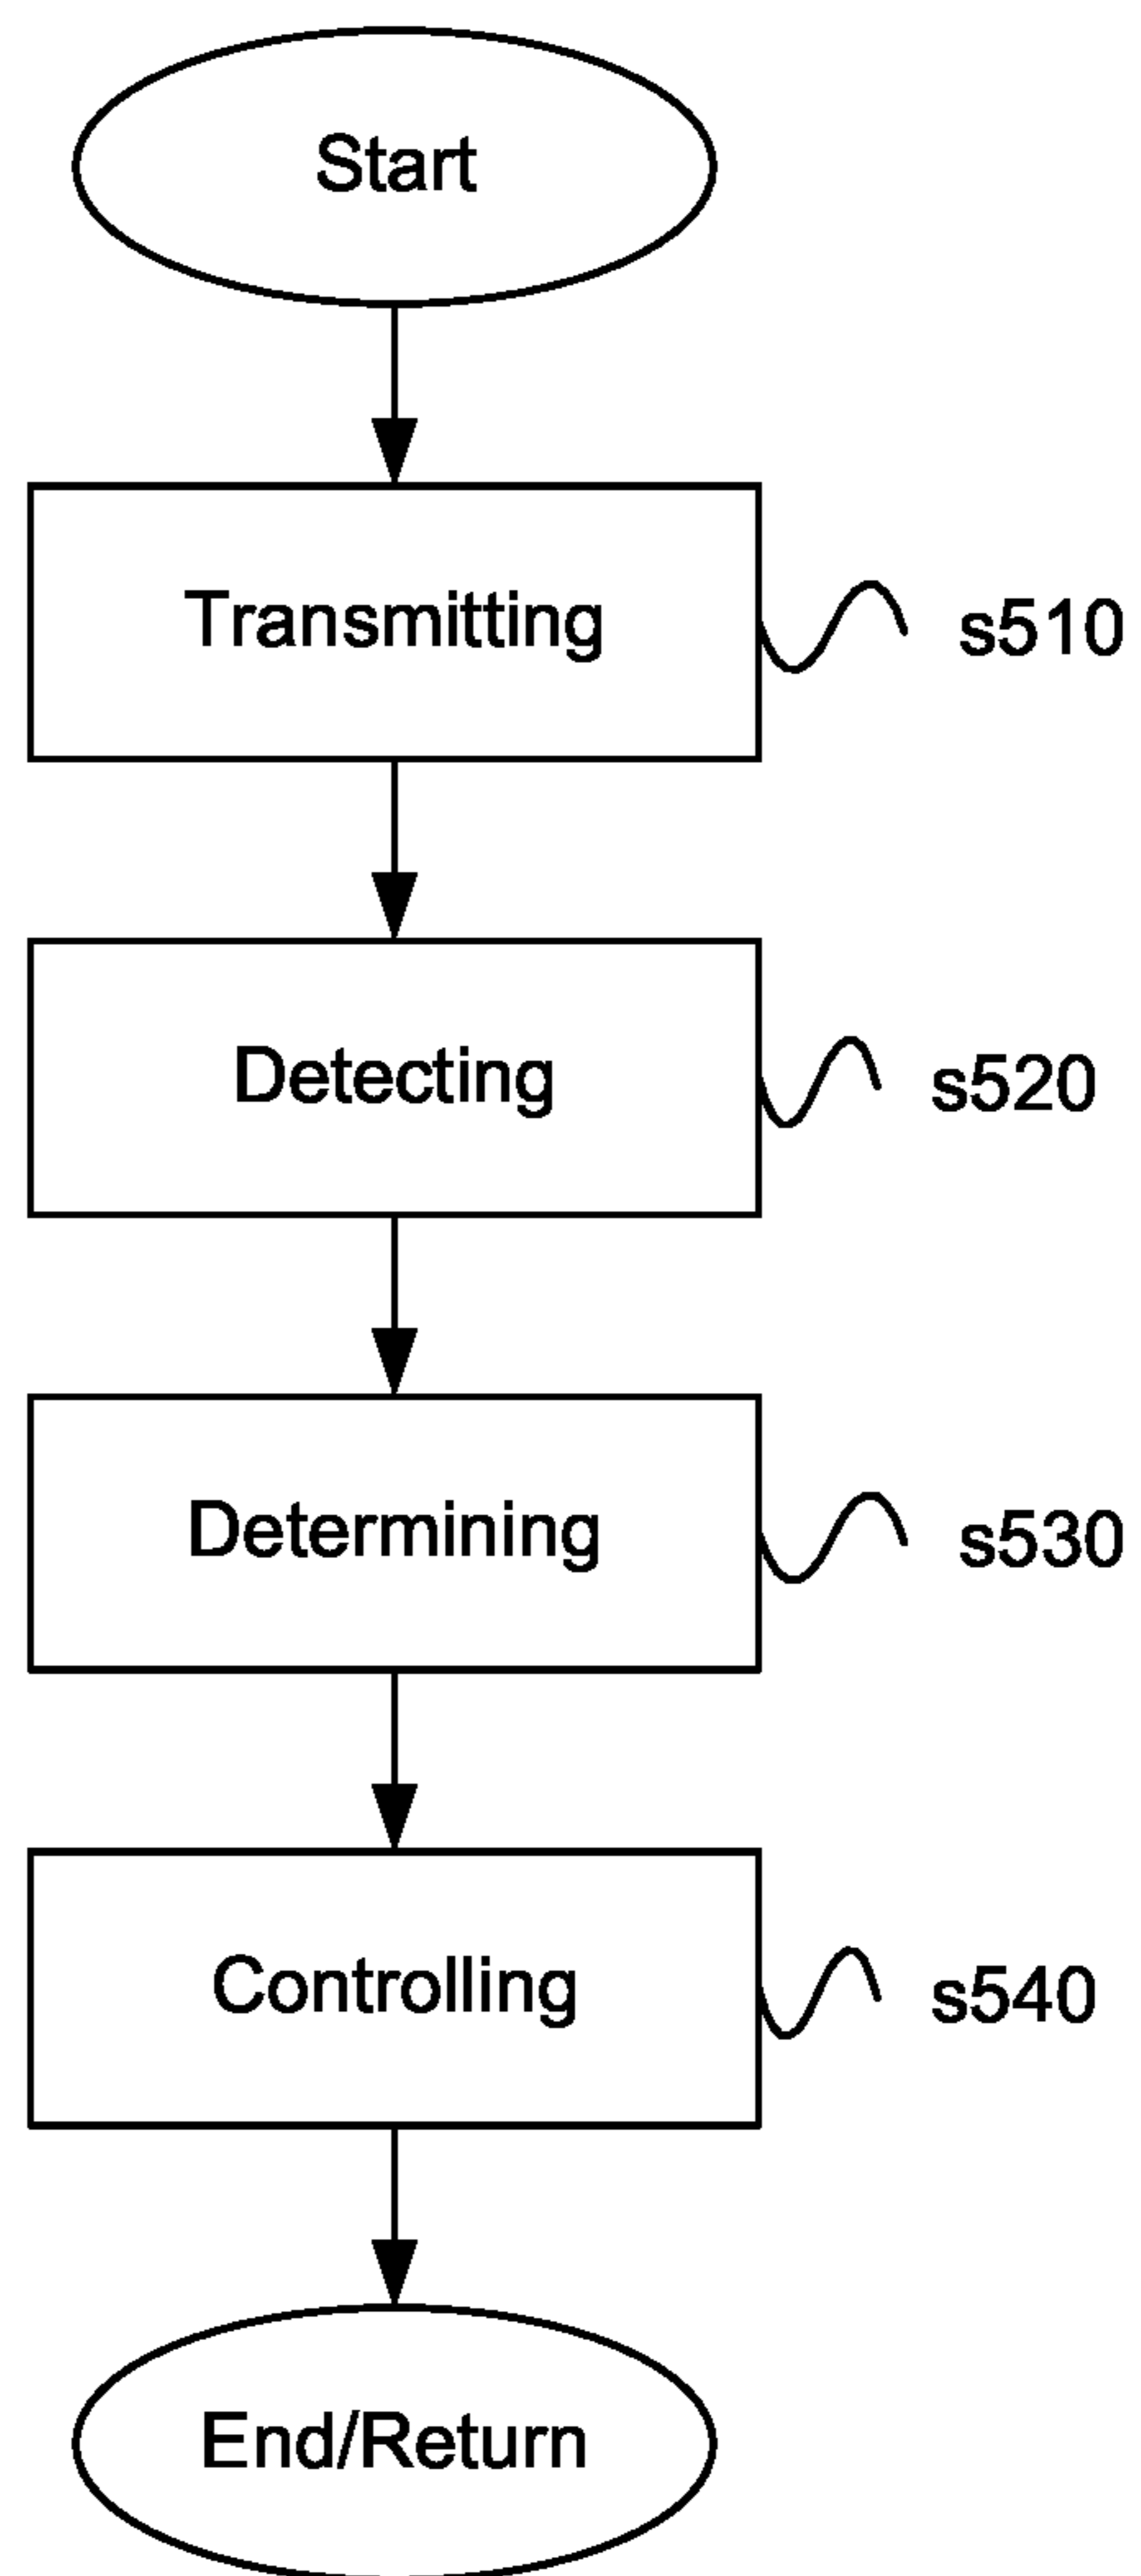 Start
Transmitting s510
Detecting s520
Determining s530
Controlling s540
End/Return